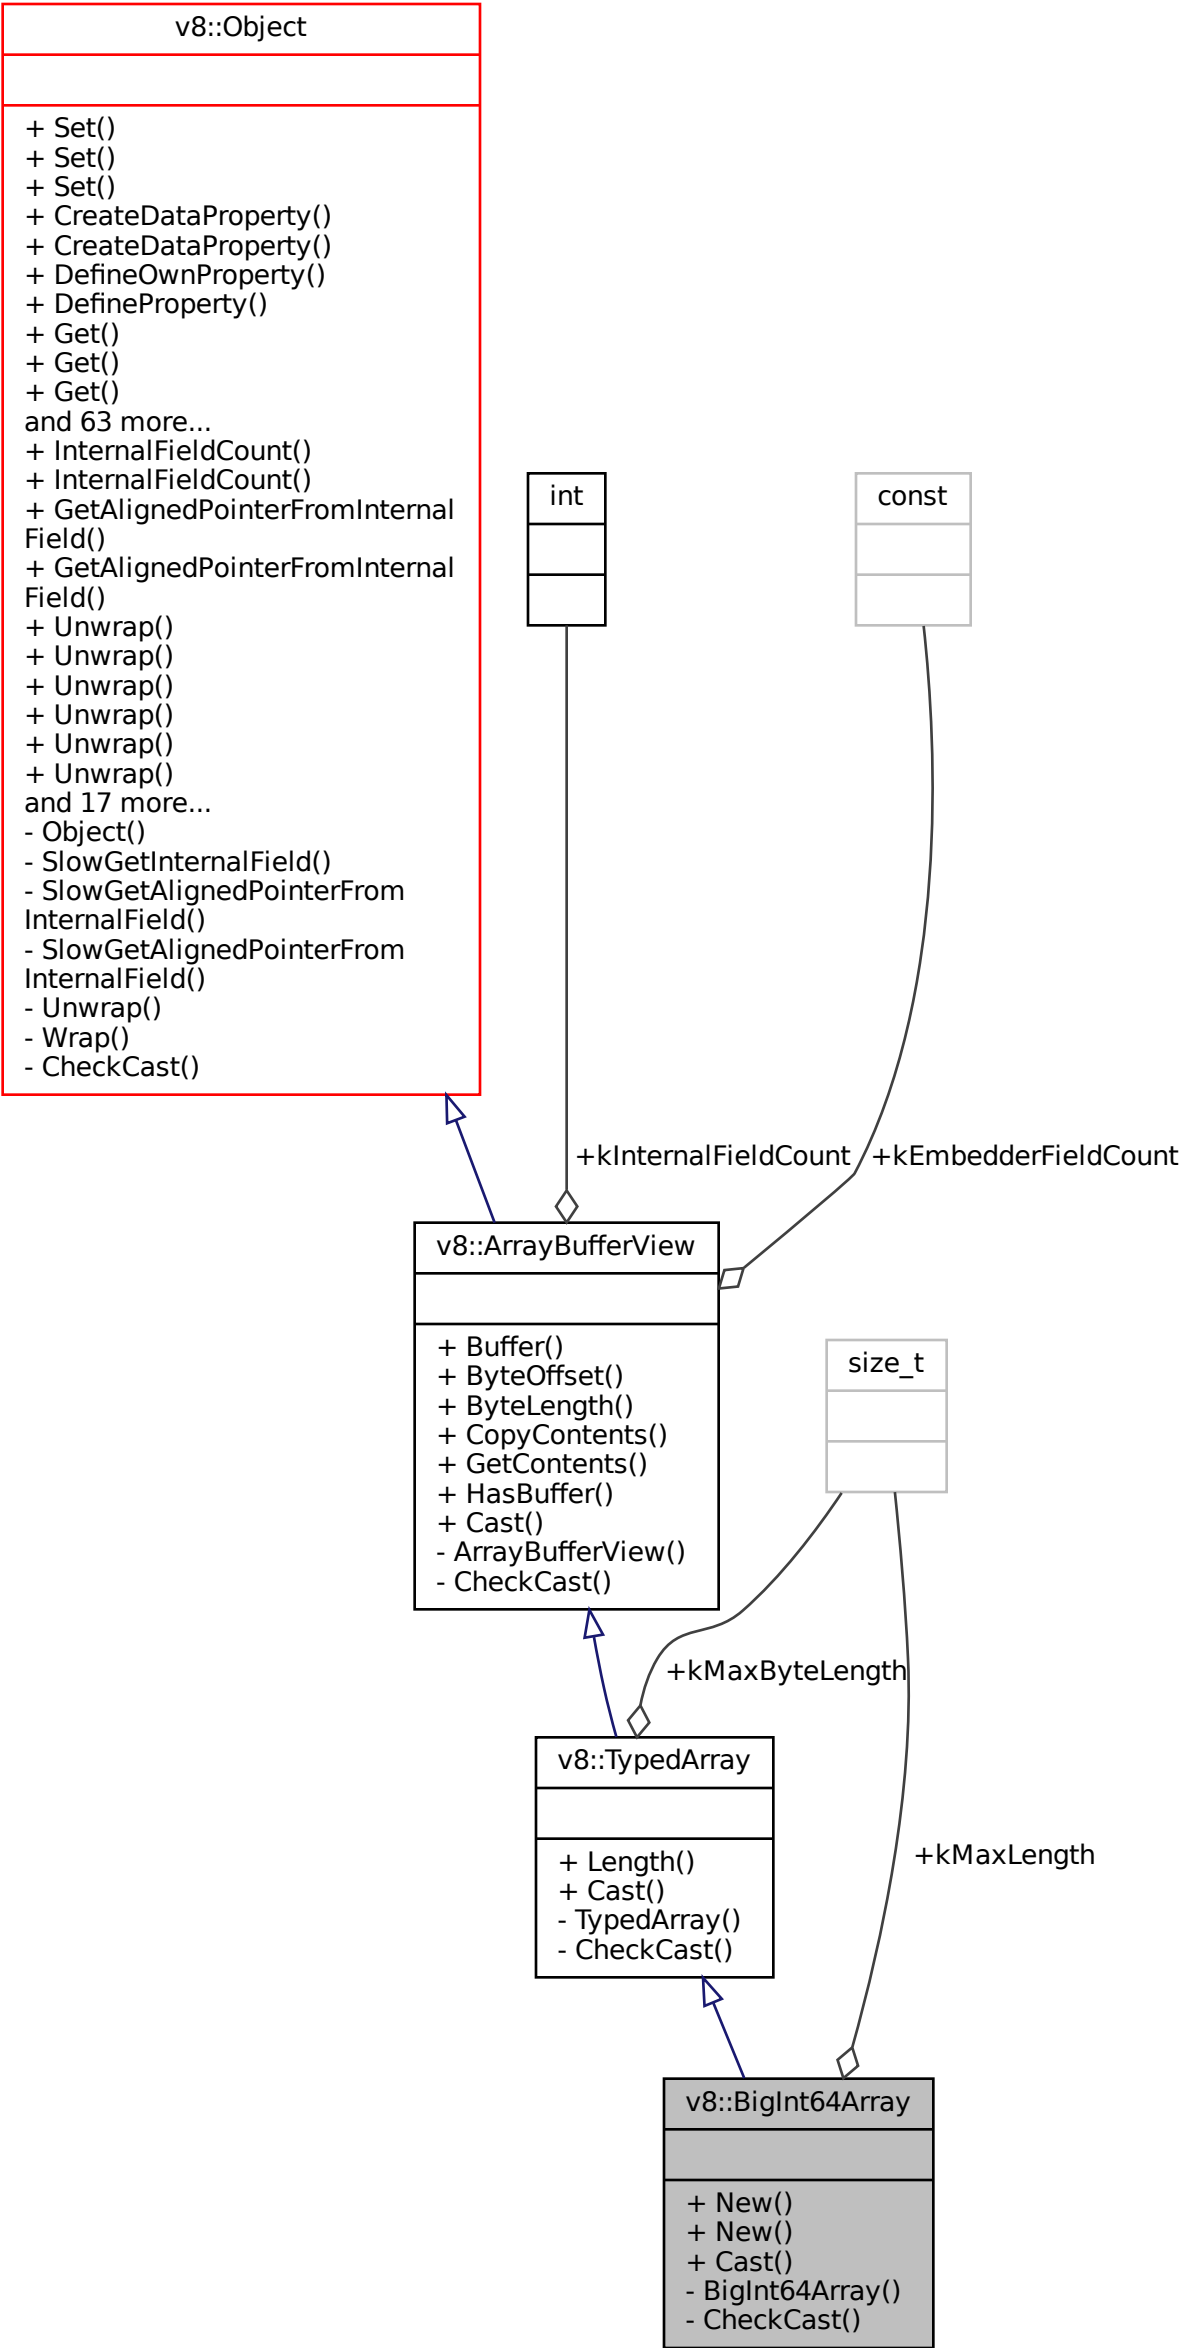 v8::Object
+ Set()
+ Set()
+ Set()
+ CreateDataProperty()
+ CreateDataProperty()
+ DefineOwnProperty()
+ DefineProperty()
+ Get()
+ Get()
+ Get()
and 63 more...
+ InternalFieldCount()
+ InternalFieldCount()
+ GetAlignedPointerFromInternal
Field()
+ GetAlignedPointerFromInternal
Field()
+ Unwrap()
+ Unwrap()
+ Unwrap()
+ Unwrap()
+ Unwrap()
+ Unwrap()
and 17 more...
- Object()
- SlowGetInternalField()
- SlowGetAlignedPointerFrom
InternalField()
- SlowGetAlignedPointerFrom
InternalField()
- Unwrap()
- Wrap()
- CheckCast()
int
const
+kInternalFieldCount
+kEmbedderFieldCount
v8::ArrayBufferView
+ Buffer()
+ ByteOffset()
+ ByteLength()
+ CopyContents()
+ GetContents()
+ HasBuffer()
+ Cast()
- ArrayBufferView()
- CheckCast()
size_t
+kMaxByteLength
v8::TypedArray
+ Length()
+ Cast()
- TypedArray()
- CheckCast()
+kMaxLength
v8::BigInt64Array
+ New()
+ New()
+ Cast()
- BigInt64Array()
- CheckCast()